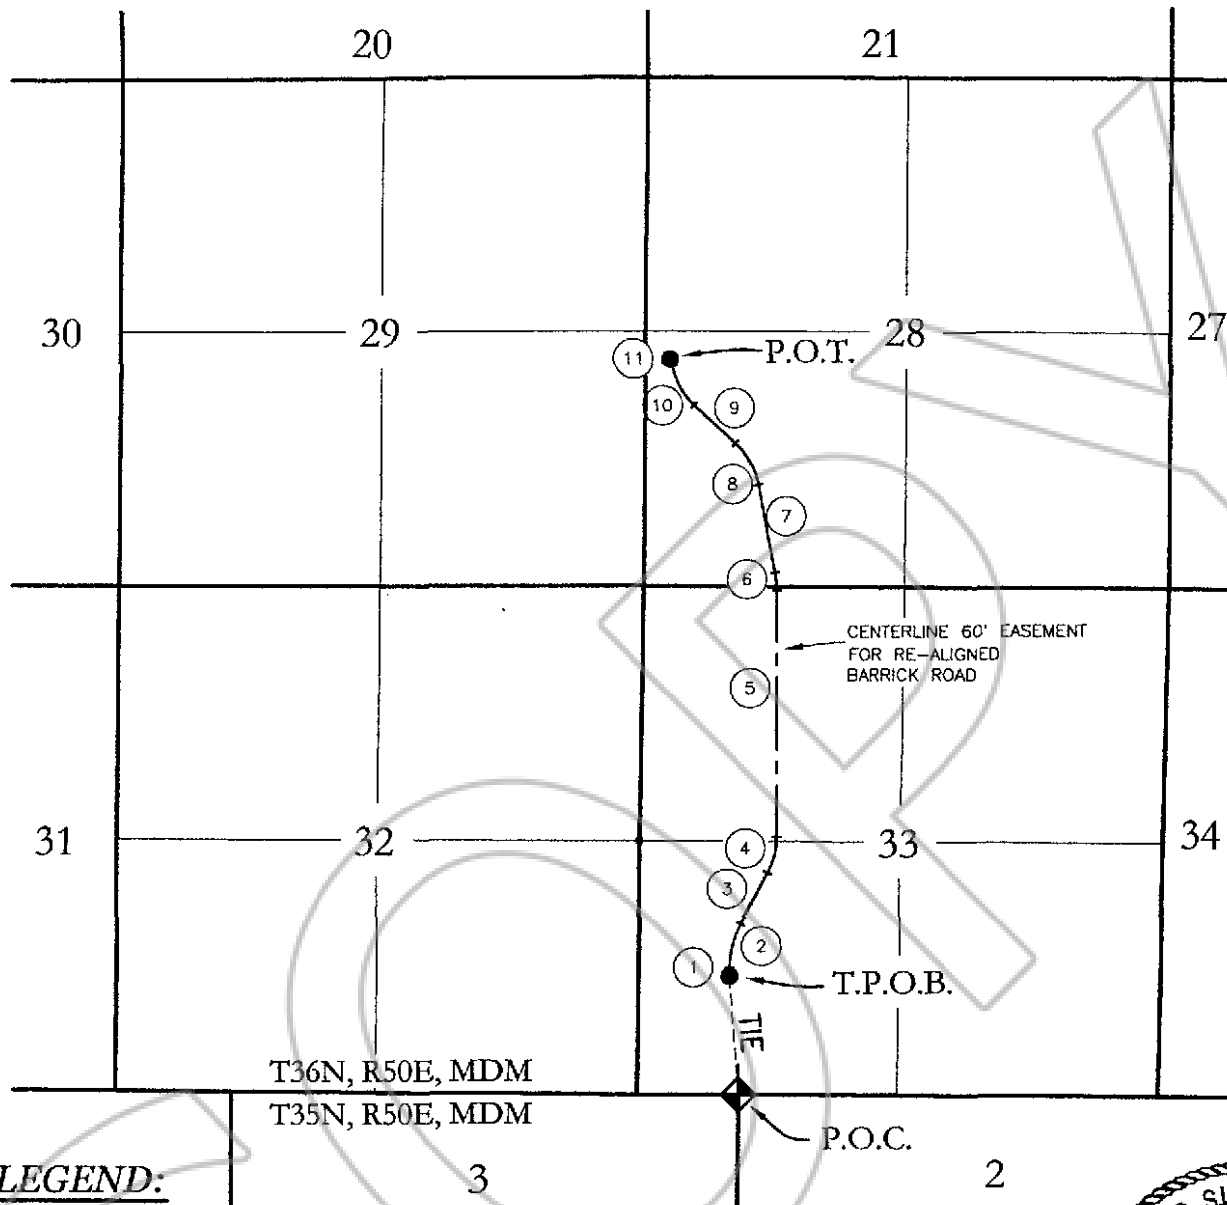 20
21
30
29
28
27
11
P.O.T.
10
9
8
7
6
CENTERLINE 60' EASEMENT
FOR RE-ALIGNED
BARRICK ROAD
5
31
32
4
33
34
3
2
1
T.P.O.B.
TIE
T36N, R50E, MDM
T35N, R50E, MDM
P.O.C.
LEGEND:
3
2